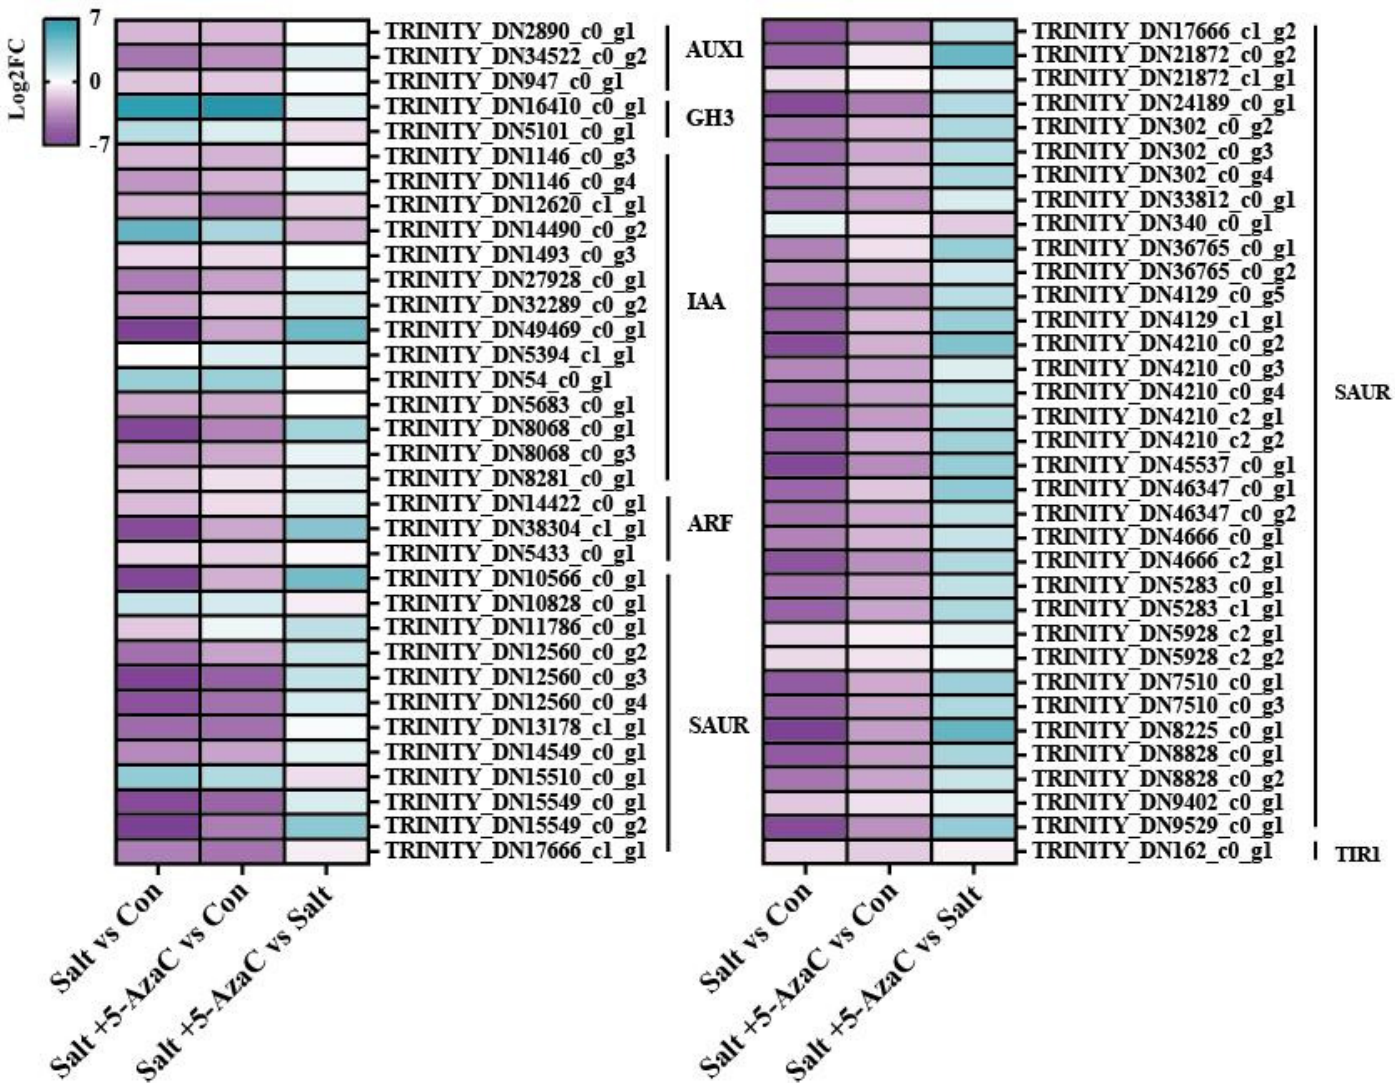 Log2FC
7
0
-7
TRINITY_DN2890_c0_g1
TRINITY_DN34522_c0_g2
TRINITY_DN947_c0_g1
AUX1
TRINITY_DN16410_c0_g1
TRINITY_DN5101_c0_g1
GH3
TRINITY_DN1146_c0_g3
TRINITY_DN1146_c0_g4
TRINITY_DN12620_c1_g1
TRINITY_DN14490_c0_g2
TRINITY_DN1493_c0_g3
TRINITY_DN27928_c0_g1
TRINITY_DN32289_c0_g2
TRINITY_DN49469_c0_g1
TRINITY_DN5394_c1_g1
TRINITY_DN54_c0_g1
TRINITY_DN5683_c0_g1
TRINITY_DN8068_c0_g1
TRINITY_DN8068_c0_g3
TRINITY_DN8281_c0_g1
IAA
TRINITY_DN14422_c0_g1
TRINITY_DN38304_c1_g1
TRINITY_DN5433_c0_g1
ARF
TRINITY_DN10566_c0_g1
TRINITY_DN10828_c0_g1
TRINITY_DN11786_c0_g1
TRINITY_DN12560_c0_g2
TRINITY_DN12560_c0_g3
TRINITY_DN12560_c0_g4
TRINITY_DN13178_c1_g1
TRINITY_DN14549_c0_g1
TRINITY_DN15510_c0_g1
TRINITY_DN15549_c0_g1
TRINITY_DN15549_c0_g2
TRINITY_DN17666_c1_g1
SAUR
Salt vs Con
Salt +5-AzaC vs Con
Salt +5-AzaC vs Salt
TRINITY_DN17666_c1_g2
TRINITY_DN21872_c0_g2
TRINITY_DN21872_c1_g1
TRINITY_DN24189_c0_g1
TRINITY_DN302_c0_g2
TRINITY_DN302_c0_g3
TRINITY_DN302_c0_g4
TRINITY_DN33812_c0_g1
TRINITY_DN340_c0_g1
TRINITY_DN36765_c0_g1
TRINITY_DN36765_c0_g2
TRINITY_DN4129_c0_g5
TRINITY_DN4129_c1_g1
TRINITY_DN4210_c0_g2
TRINITY_DN4210_c0_g3
TRINITY_DN4210_c0_g4
TRINITY_DN4210_c2_g1
TRINITY_DN4210_c2_g2
TRINITY_DN45537_c0_g1
TRINITY_DN46347_c0_g1
TRINITY_DN46347_c0_g2
TRINITY_DN4666_c0_g1
TRINITY_DN4666_c2_g1
TRINITY_DN5283_c0_g1
TRINITY_DN5283_c1_g1
TRINITY_DN5928_c2_g1
TRINITY_DN5928_c2_g2
TRINITY_DN7510_c0_g1
TRINITY_DN7510_c0_g3
TRINITY_DN8225_c0_g1
TRINITY_DN8828_c0_g1
TRINITY_DN8828_c0_g2
TRINITY_DN9402_c0_g1
TRINITY_DN9529_c0_g1
SAUR
TRINITY_DN162_c0_g1
TIR1
Salt vs Con
Salt +5-AzaC vs Con
Salt +5-AzaC vs Salt